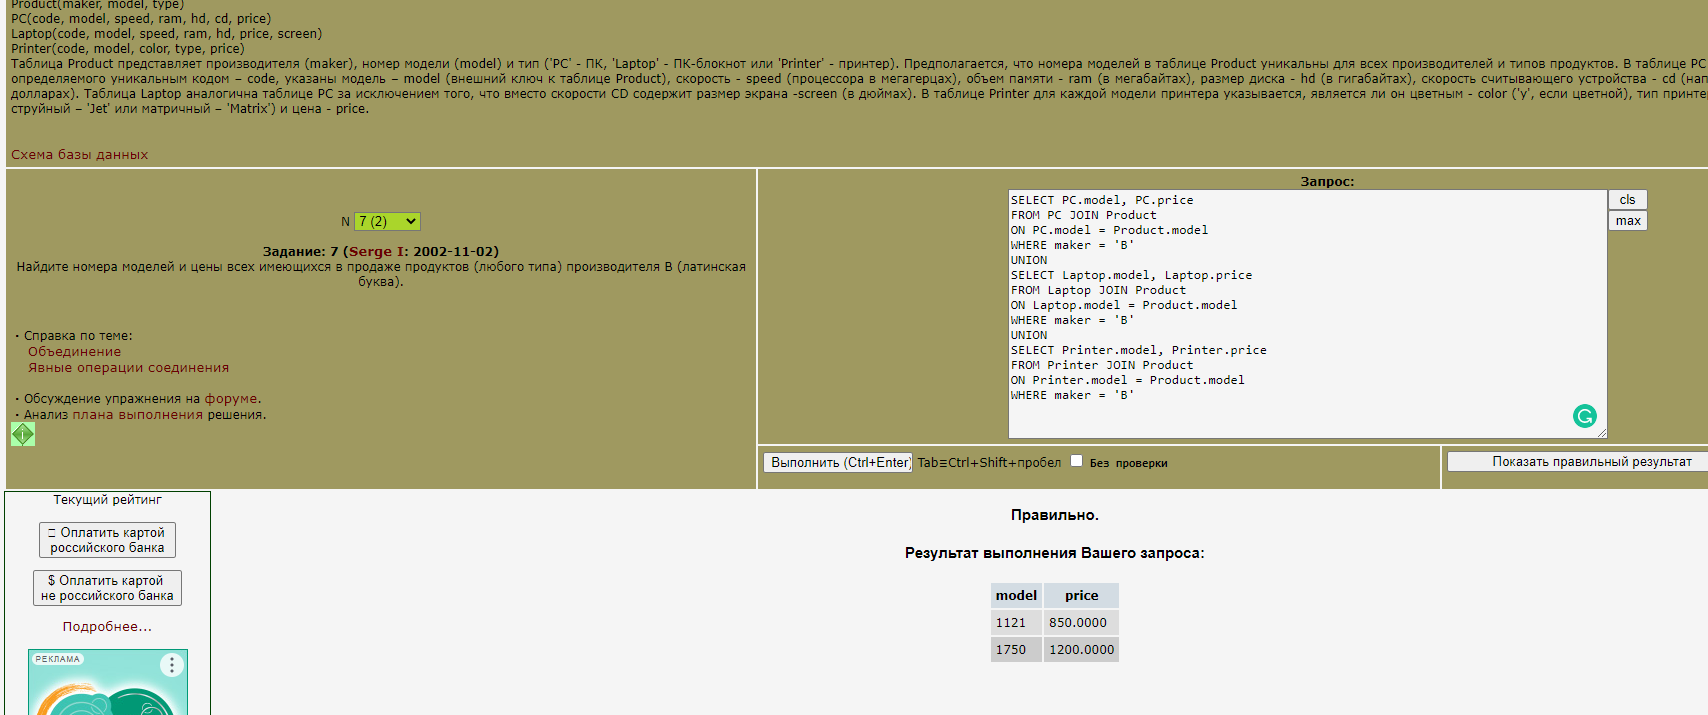 Product(maker, model, type)
PC(code, model, speed, ram, hd, cd, price)
Laptop(code, model, speed, ram, hd, price, screen)
Printer(code, model, color, type, price)
Таблица Product представляет производителя (maker), номер модели (model) и тип ('PC' - ПК, 'Laptop' - ПК-блокнот или 'Printer' - принтер). Предполагается, что номера моделей в таблице Product уникальны для всех производителей и типов продуктов. В таблице PC
определяемого уникальным кодом – code, указаны модель – model (внешний ключ к таблице Product), скорость - speed (процессора в мегагерцах), объем памяти - ram (в мегабайтах), размер диска - hd (в гигабайтах), скорость считывающего устройства - cd (нап
долларах). Таблица Laptop аналогична таблице PC за исключением того, что вместо скорости CD содержит размер экрана -screen (в дюймах). В таблице Printer для каждой модели принтера указывается, является ли он цветным - color ('y', если цветной), тип принте
струйный – 'Jet' или матричный – 'Matrix') и цена - price.
Схема базы данных
N 7 (2)
Задание: 7 (Serge I: 2002-11-02)
Найдите номера моделей и цены всех имеющихся в продаже продуктов (любого типа) производителя B (латинская
буква).
· Справка по теме:
Объединение
Явные операции соединения
· Обсуждение упражнения на форуме.
· Анализ плана выполнения решения.
Запрос:
SELECT PC.model, PC.price
FROM PC JOIN Product
ON PC.model = Product.model
WHERE maker = 'B'
UNION
SELECT Laptop.model, Laptop.price
FROM Laptop JOIN Product
ON Laptop.model = Product.model
WHERE maker = 'B'
UNION
SELECT Printer.model, Printer.price
FROM Printer JOIN Product
ON Printer.model = Product.model
WHERE maker = 'B'
cls
max
Выполнить (Ctrl+Enter) Tab≡Ctrl+Shift+пробел Без проверки
Показать правильный результат
Текущий рейтинг
Оплатить картой
российского банка
$ Оплатить картой
не российского банка
Подробнее...
РЕКЛАМА
Правильно.
Результат выполнения Вашего запроса:
model price
1121 850.0000
1750 1200.0000